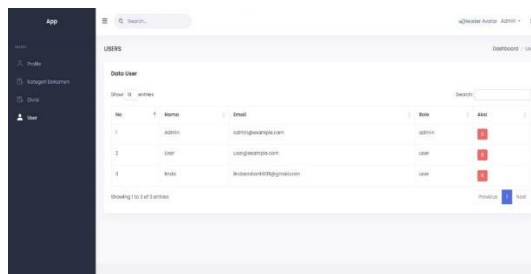 App
Search...
Header Avatar Admin
MENU
USERS
Dashboard /
Profile
Kategori Dokumen
Divisi
User
Data User
Show 10 entries
Search:
No Nama Email Role Aksi
1 Admin admin@example.com admin
2 User user@example.com user
3 linda user
Showing 1 to 3 of 3 entries
Previous 1 Next